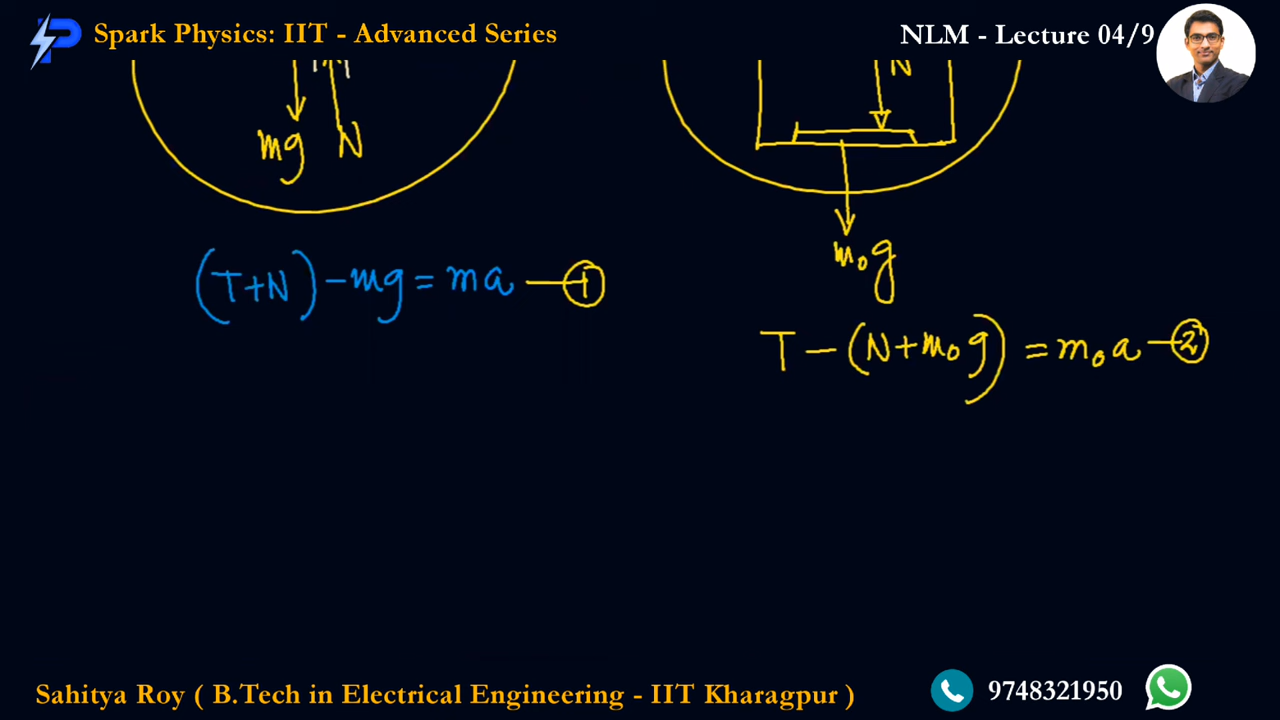 Spark Physics: IIT - Advanced Series
NLM - Lecture 04/9
mg N
N
m₀g
(T+N) - mg = ma — ①
T - (N + m₀g) = m₀a — ②
Sahitya Roy ( B.Tech in Electrical Engineering - IIT Kharagpur )
9748321950